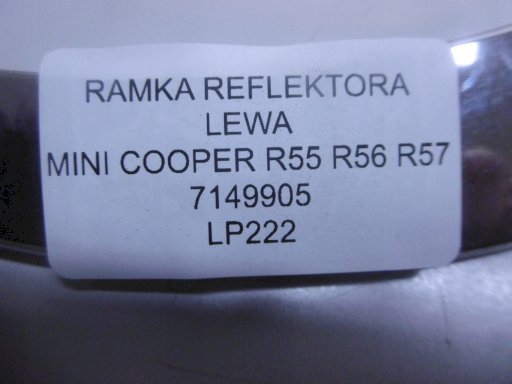 RAMKA REFLEKTORA
LEWA
MINI COOPER R55 R56 R57
7149905
LP222